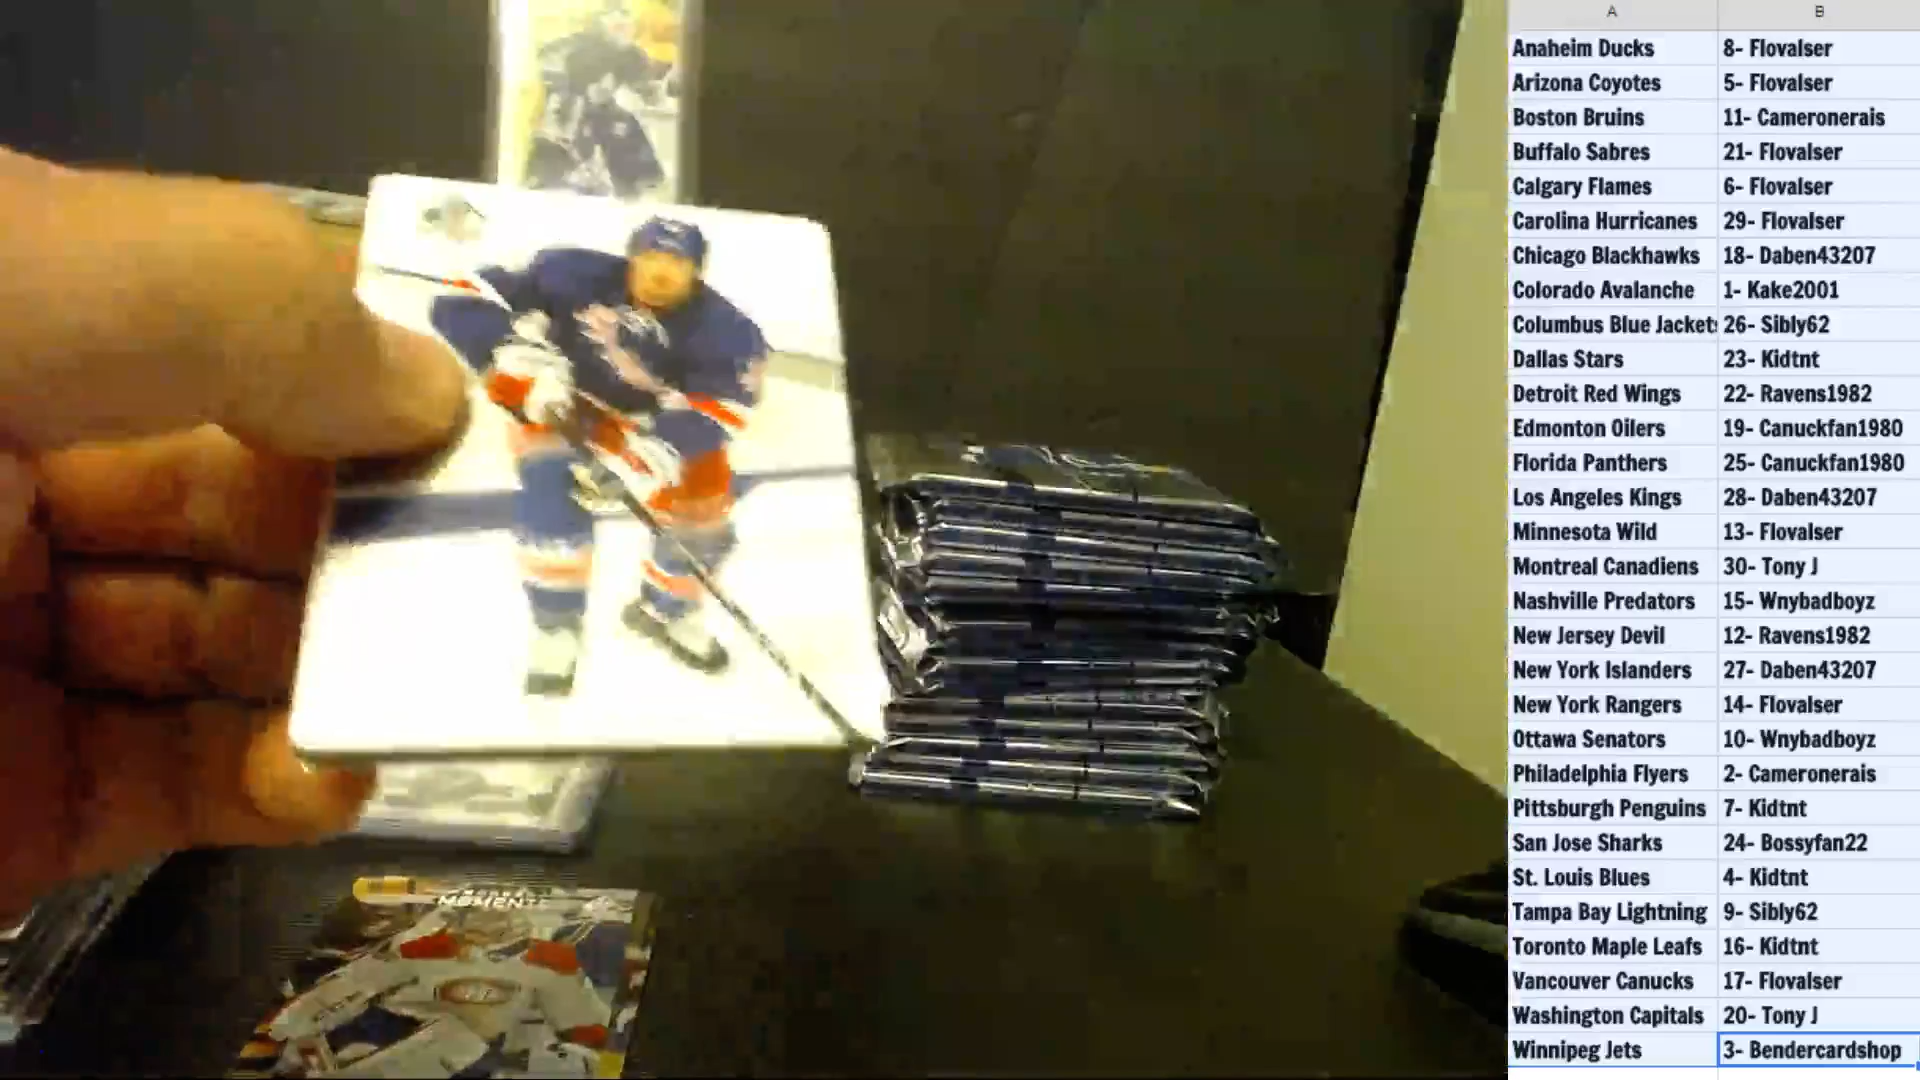 A B
Anaheim Ducks 8- Flovalser
Arizona Coyotes 5- Flovalser
Boston Bruins 11- Cameronerais
Buffalo Sabres 21- Flovalser
Calgary Flames 6- Flovalser
Carolina Hurricanes 29- Flovalser
Chicago Blackhawks 18- Daben43207
Colorado Avalanche 1- Kake2001
Columbus Blue Jackets 26- Sibly62
Dallas Stars 23- Kidtnt
Detroit Red Wings 22- Ravens1982
Edmonton Oilers 19- Canuckfan1980
Florida Panthers 25- Canuckfan1980
Los Angeles Kings 28- Daben43207
Minnesota Wild 13- Flovalser
Montreal Canadiens 30- Tony J
Nashville Predators 15- Wnybadboyz
New Jersey Devil 12- Ravens1982
New York Islanders 27- Daben43207
New York Rangers 14- Flovalser
Ottawa Senators 10- Wnybadboyz
Philadelphia Flyers 2- Cameronerais
Pittsburgh Penguins 7- Kidtnt
San Jose Sharks 24- Bossyfan22
St. Louis Blues 4- Kidtnt
Tampa Bay Lightning 9- Sibly62
Toronto Maple Leafs 16- Kidtnt
Vancouver Canucks 17- Flovalser
Washington Capitals 20- Tony J
Winnipeg Jets 3- Bendercardshop
MOMENTS